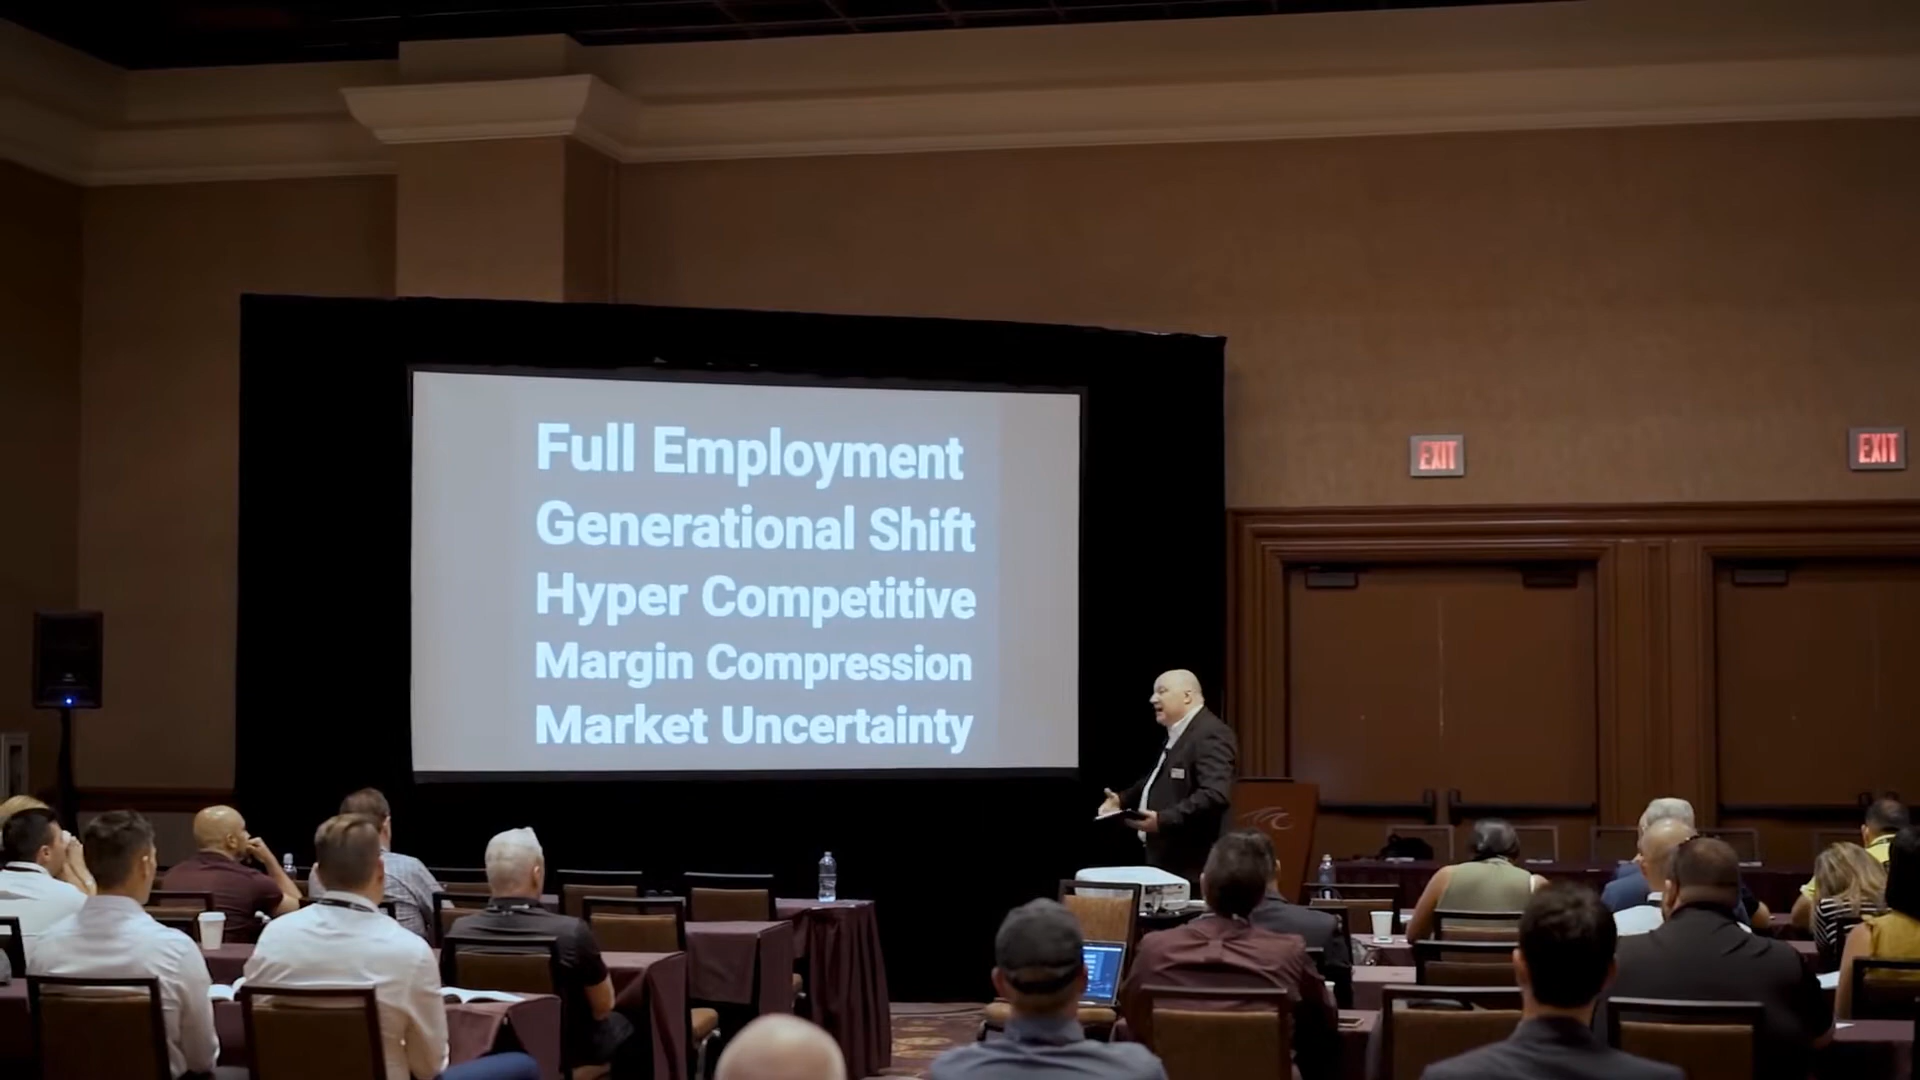 Full Employment
Generational Shift
Hyper Competitive
Margin Compression
Market Uncertainty
EXIT
EXIT